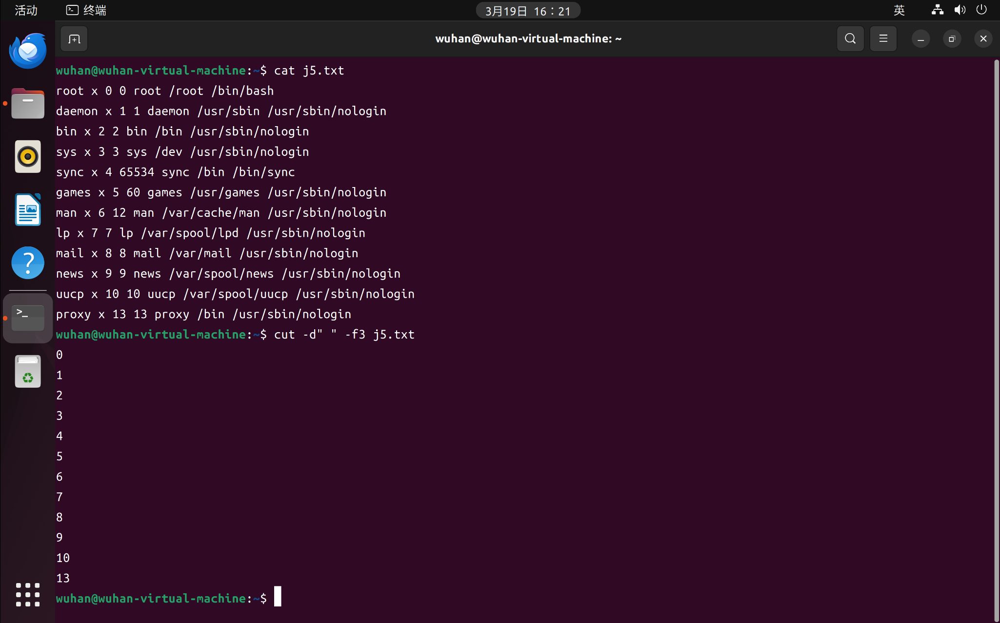 活动 终端 3月19日 16：21 英
wuhan@wuhan-virtual-machine: ~
wuhan@wuhan-virtual-machine:~$ cat j5.txt
root x 0 0 root /root /bin/bash
daemon x 1 1 daemon /usr/sbin /usr/sbin/nologin
bin x 2 2 bin /bin /usr/sbin/nologin
sys x 3 3 sys /dev /usr/sbin/nologin
sync x 4 65534 sync /bin /bin/sync
games x 5 60 games /usr/games /usr/sbin/nologin
man x 6 12 man /var/cache/man /usr/sbin/nologin
lp x 7 7 lp /var/spool/lpd /usr/sbin/nologin
mail x 8 8 mail /var/mail /usr/sbin/nologin
news x 9 9 news /var/spool/news /usr/sbin/nologin
uucp x 10 10 uucp /var/spool/uucp /usr/sbin/nologin
proxy x 13 13 proxy /bin /usr/sbin/nologin
wuhan@wuhan-virtual-machine:~$ cut -d" " -f3 j5.txt
0
1
2
3
4
5
6
7
8
9
10
13
wuhan@wuhan-virtual-machine:~$